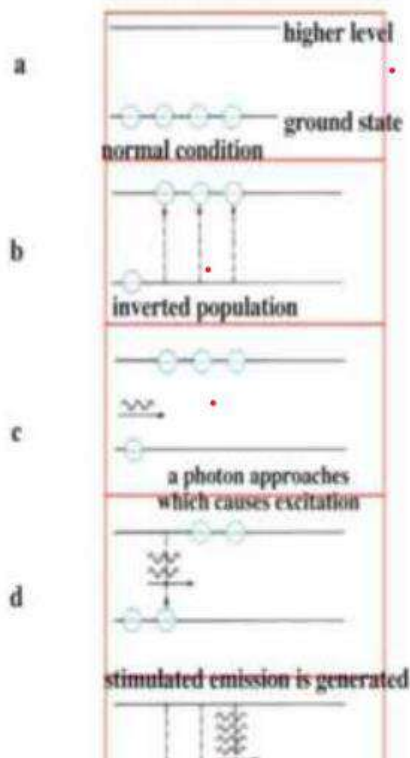 higher level
a
ground state
normal condition
b
inverted population
c
a photon approaches
which causes excitation
d
stimulated emission is generated